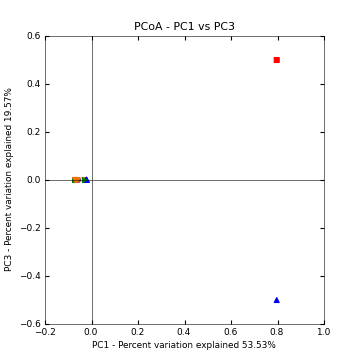 PCoA - PC1 vs PC3
0.6
0.4
0.2
0.0
−0.2
−0.4
−0.6
PC3 - Percent variation explained 19.57%
−0.2 0.0 0.2 0.4 0.6 0.8 1.0
PC1 - Percent variation explained 53.53%